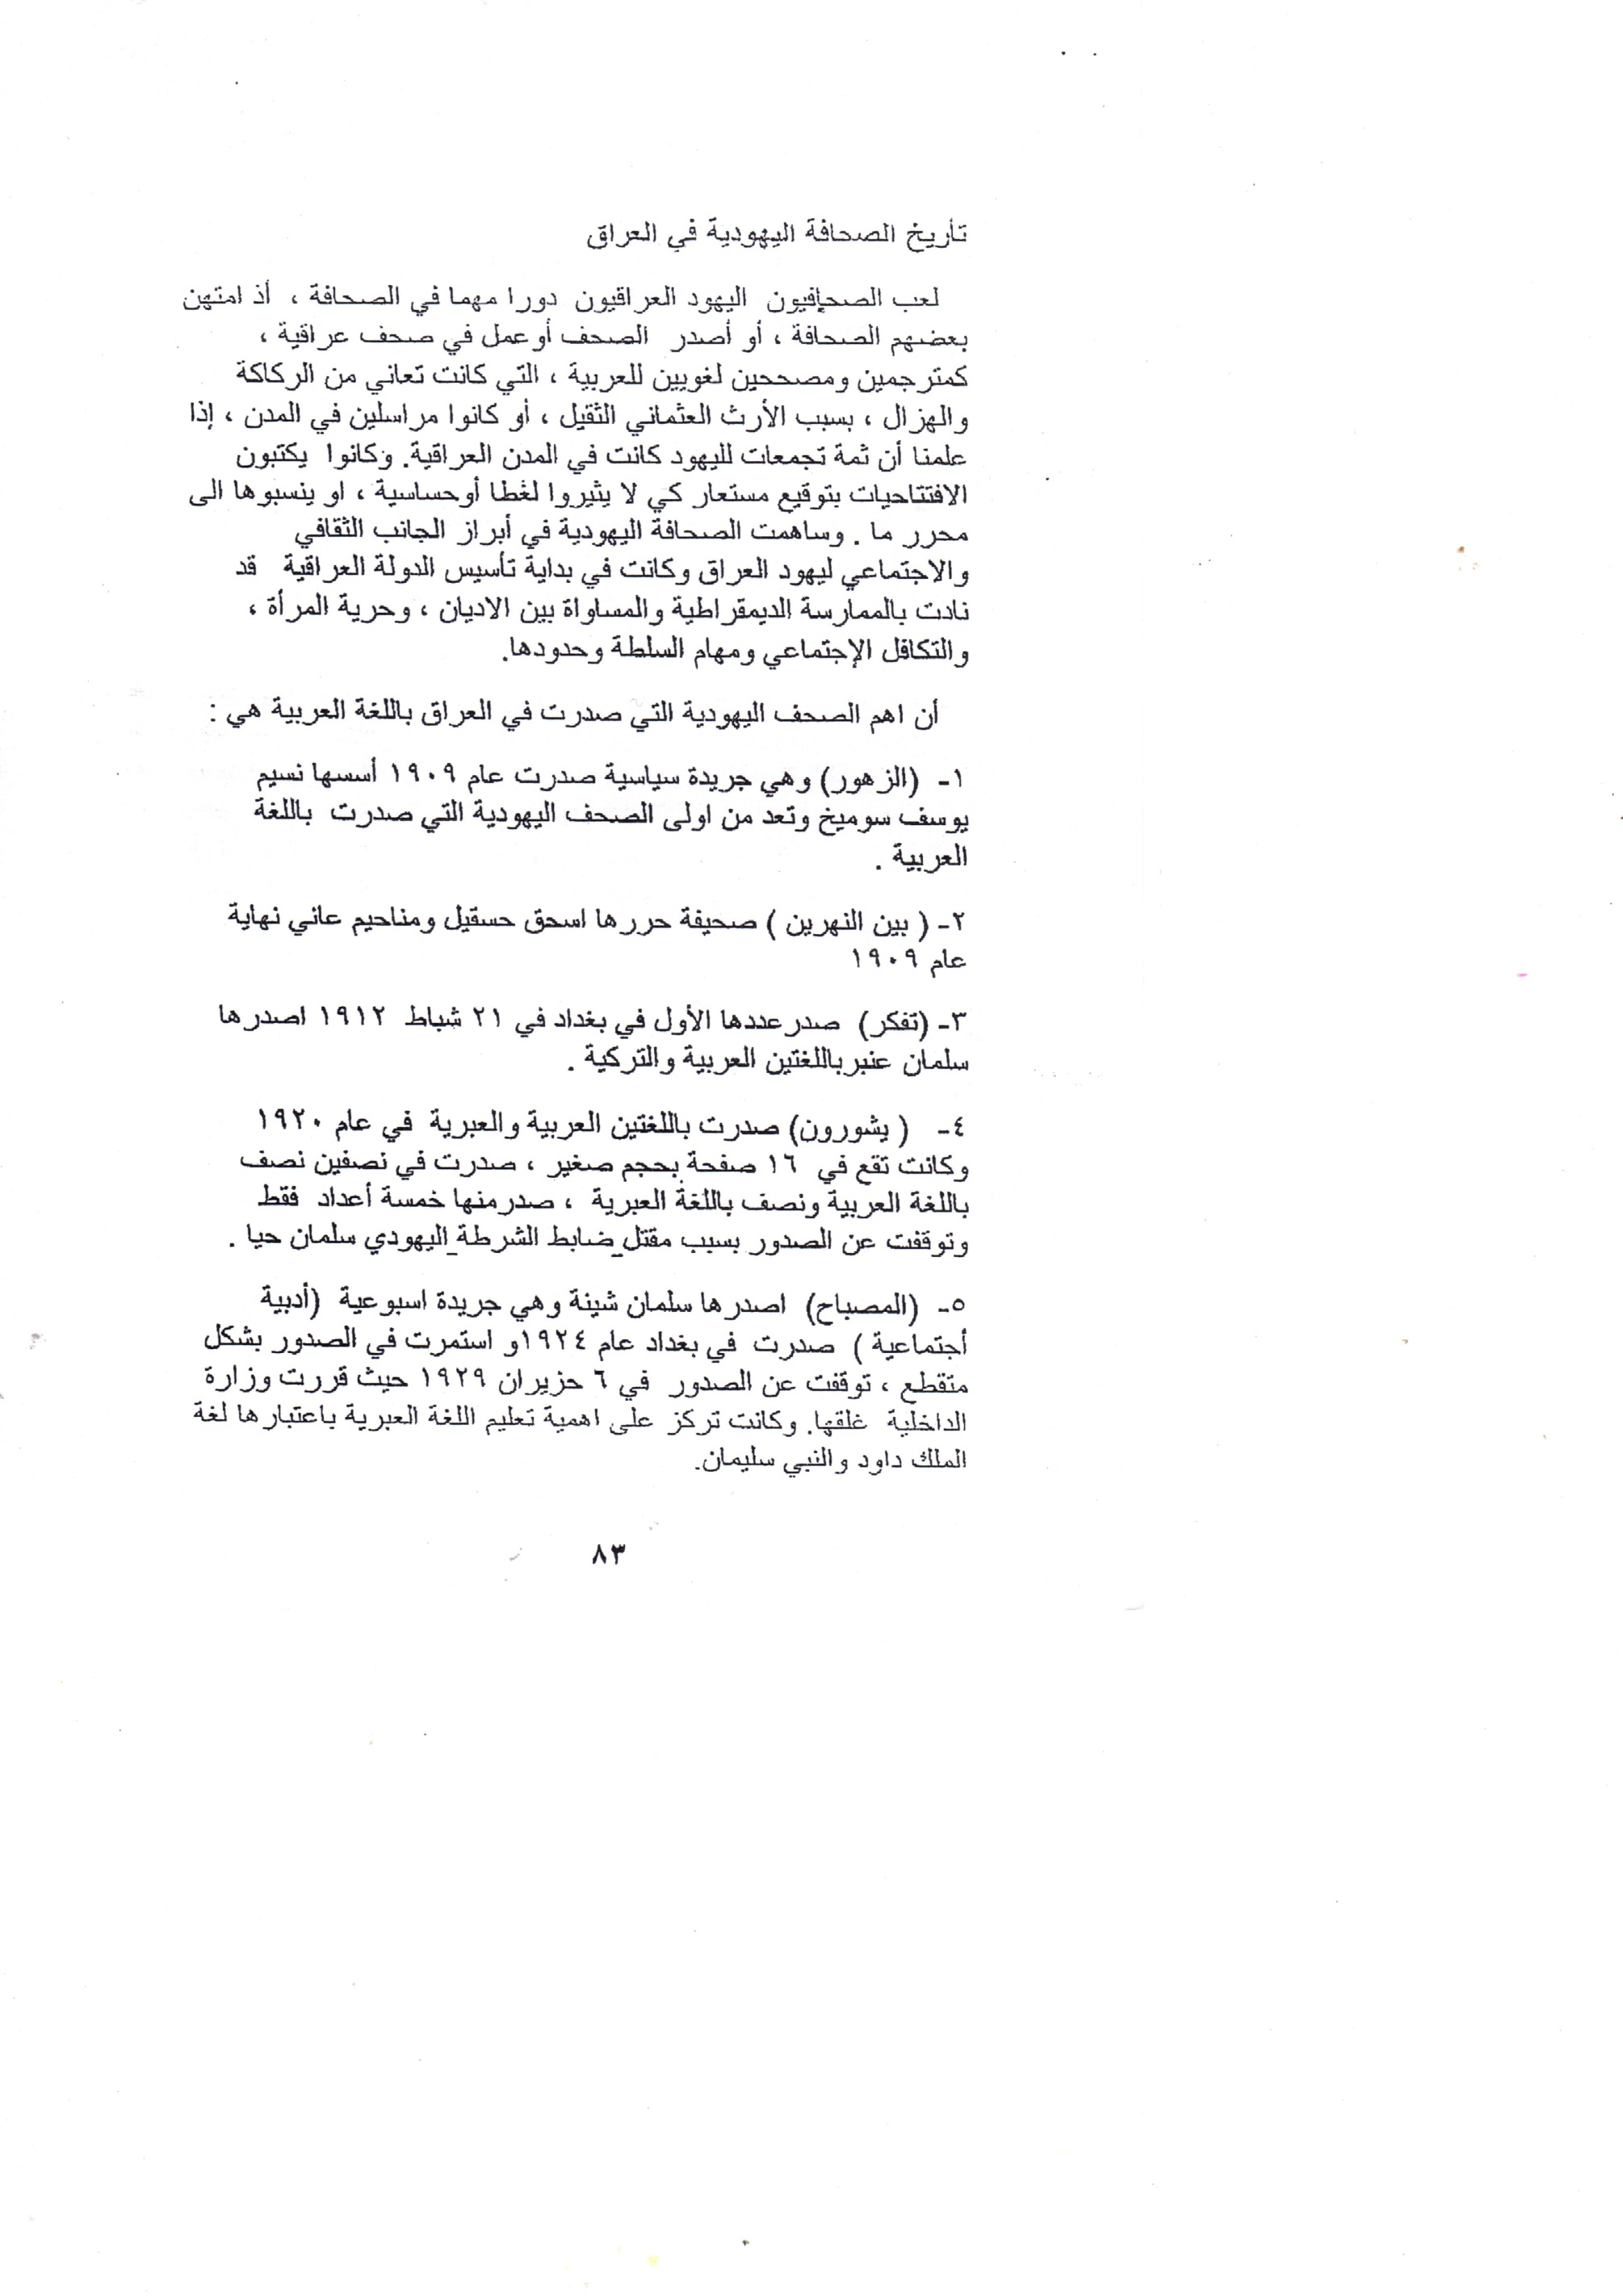 تأريخ الصحافة اليهودية في العراق
لعب الصحافيون اليهود العراقيون دورا مهما في الصحافة ، أذ امتهن
بعضهم الصحافة ، أو أصدر الصحف أو عمل في صحف عراقية ،
كمترجمين ومصححين لغويين للعربية ، التي كانت تعاني من الركاكة
والهزال ، بسبب الأرث العثماني الثقيل ، أو كانوا مراسلين في المدن ، إذا
علمنا أن ثمة تجمعات لليهود كانت في المدن العراقية. وكانوا يكتبون
الافتتاحيات بتوقيع مستعار كي لا يثيروا لغطا أو حساسية ، او ينسبوها الى
محرر ما . وساهمت الصحافة اليهودية في أبراز الجانب الثقافي
والاجتماعي ليهود العراق وكانت في بداية تأسيس الدولة العراقية قد
نادت بالممارسة الديمقراطية والمساواة بين الاديان ، وحرية المرأة ،
والتكافل الإجتماعي ومهام السلطة وحدودها.
أن اهم الصحف اليهودية التي صدرت في العراق باللغة العربية هي :
١- (الزهور) وهي جريدة سياسية صدرت عام ١٩٠٩ أسسها نسيم
يوسف سوميخ وتعد من اولى الصحف اليهودية التي صدرت باللغة
العربية .
٢- ( بين النهرين ) صحيفة حررها اسحق حسقيل ومناحيم عاني نهاية
عام ١٩٠٩
٣- (تفكر) صدر عددها الأول في بغداد في ٢١ شباط ١٩١٢ اصدرها
سلمان عنبر باللغتين العربية والتركية .
٤- ( يشورون) صدرت باللغتين العربية والعبرية في عام ١٩٢٠
وكانت تقع في ١٦ صفحة بحجم صغير ، صدرت في نصفين نصف
باللغة العربية ونصف باللغة العبرية ، صدر منها خمسة أعداد فقط
وتوقفت عن الصدور بسبب مقتل ضابط الشرطة اليهودي سلمان حيا .
٥- (المصباح) اصدرها سلمان شينة وهي جريدة اسبوعية (أدبية
أجتماعية ) صدرت في بغداد عام ١٩٢٤و استمرت في الصدور بشكل
متقطع ، توقفت عن الصدور في ٦ حزيران ١٩٢٩ حيث قررت وزارة
الداخلية غلقها. وكانت تركز على اهمية تعليم اللغة العبرية باعتبارها لغة
الملك داود والنبي سليمان.
٨٣